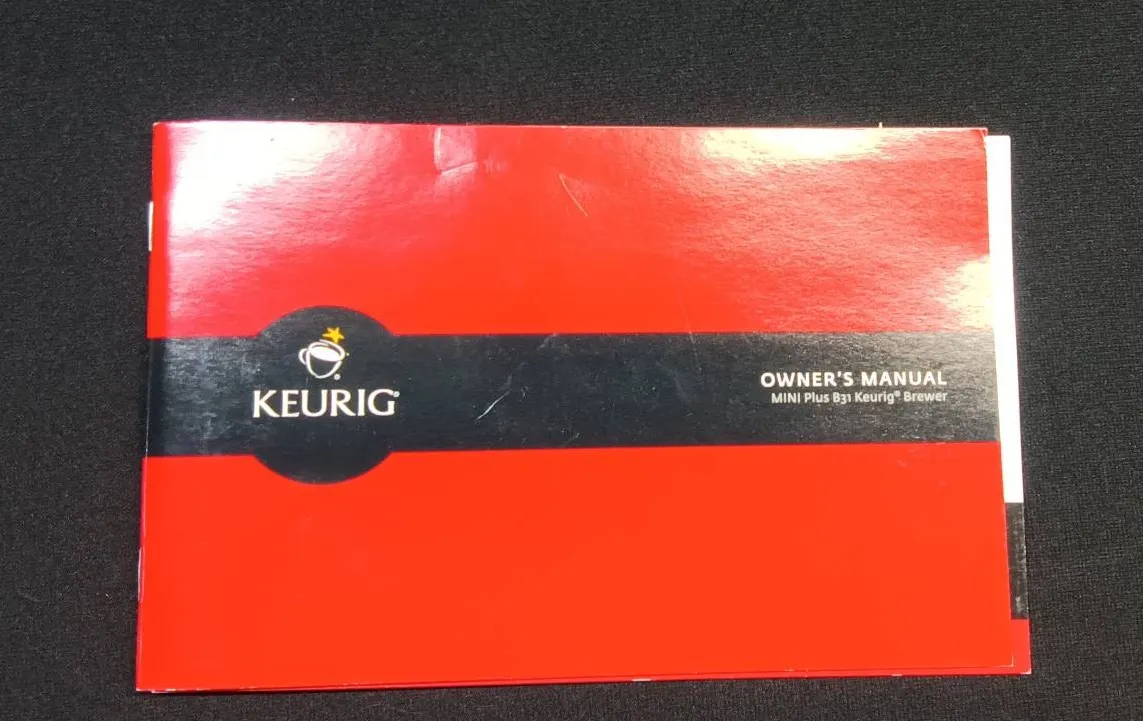 KEURIG®
OWNER'S MANUAL
MINI Plus B31 Keurig® Brewer